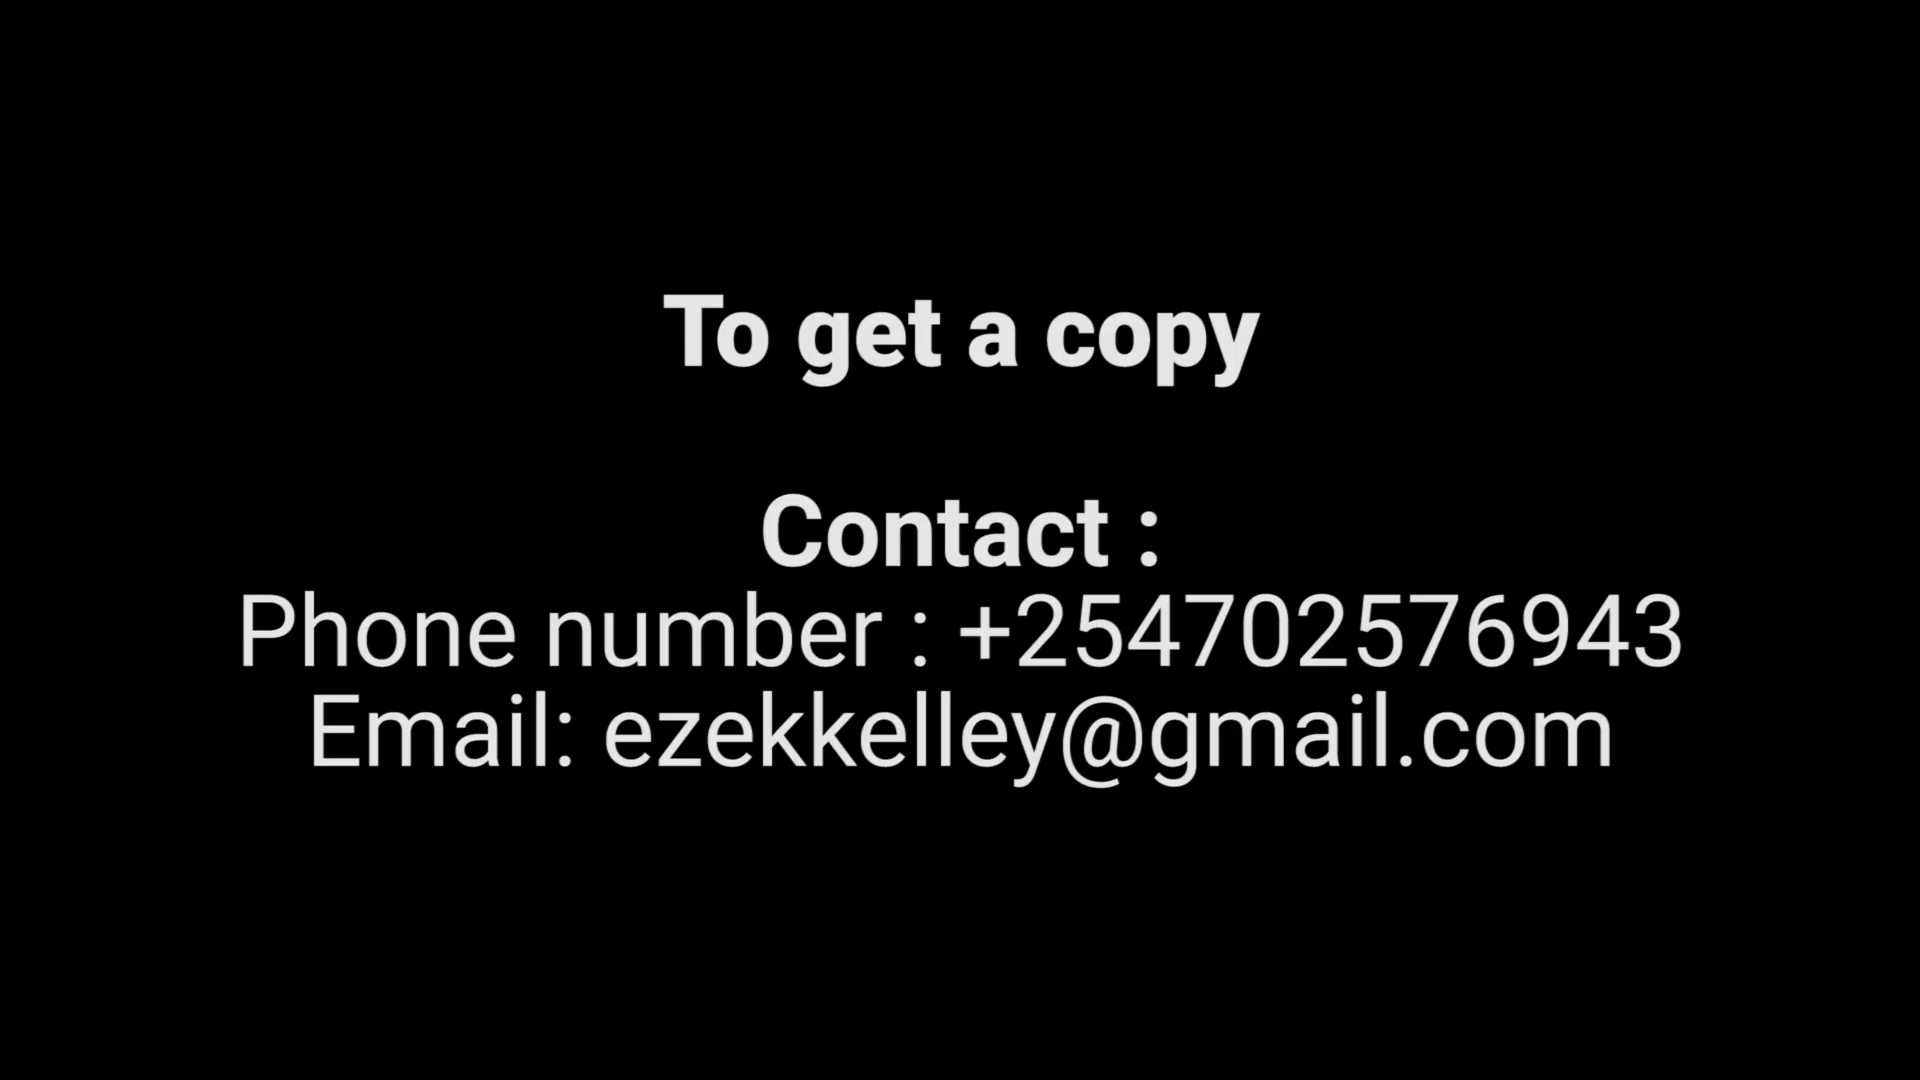 To get a copy
Contact :
Phone number : +254702576943
Email: ezekkelley@gmail.com